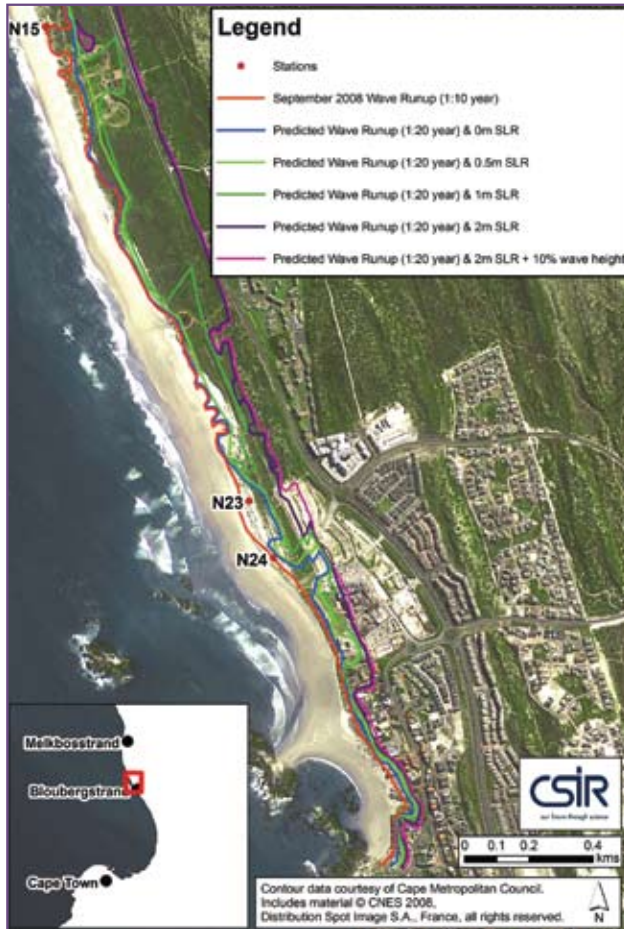 N15
Legend
Stations
September 2008 Wave Runup (1:10 year)
Predicted Wave Runup (1:20 year) & 0m SLR
Predicted Wave Runup (1:20 year) & 0.5m SLR
Predicted Wave Runup (1:20 year) & 1m SLR
Predicted Wave Runup (1:20 year) & 2m SLR
Predicted Wave Runup (1:20 year) & 2m SLR + 10% wave height
N23
N24
Melkbosstrand
Bloubergstrand
Cape Town
CSIR
our future through science
0 0.1 0.2 0.4
kms
Contour data courtesy of Cape Metropolitan Council.
Includes material © CNES 2008,
Distribution Spot Image S.A., France, all rights reserved.
N